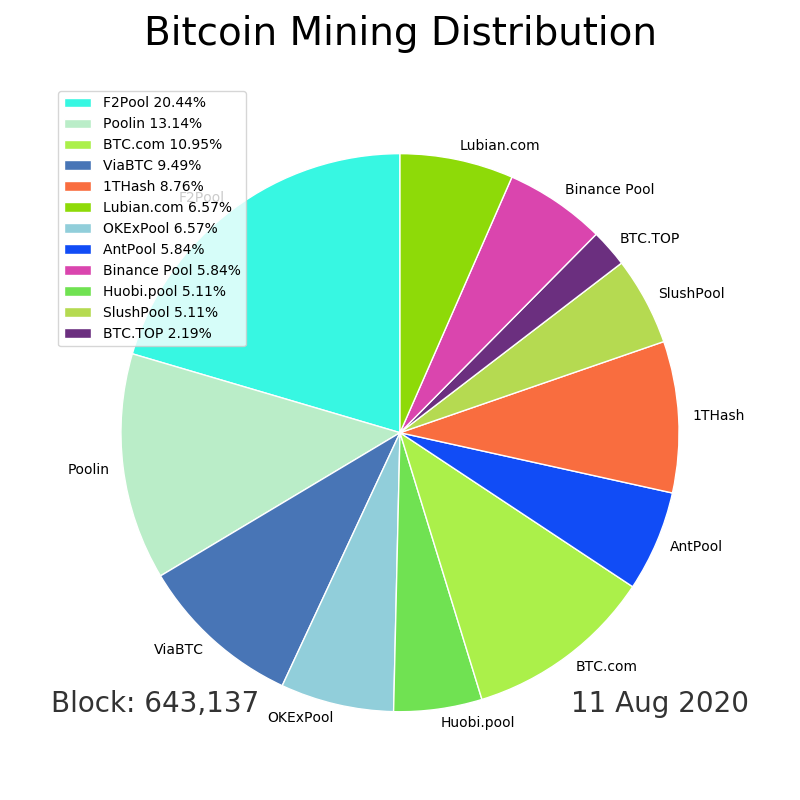 Bitcoin Mining Distribution
F2Pool 20.44%
Poolin 13.14%
BTC.com 10.95%
ViaBTC 9.49%
1THash 8.76%
Lubian.com 6.57%
OKExPool 6.57%
AntPool 5.84%
Binance Pool 5.84%
Huobi.pool 5.11%
SlushPool 5.11%
BTC.TOP 2.19%
Lubian.com
Binance Pool
F2Pool
BTC.TOP
SlushPool
1THash
Poolin
AntPool
ViaBTC
BTC.com
Block: 643,137
11 Aug 2020
OKExPool
Huobi.pool